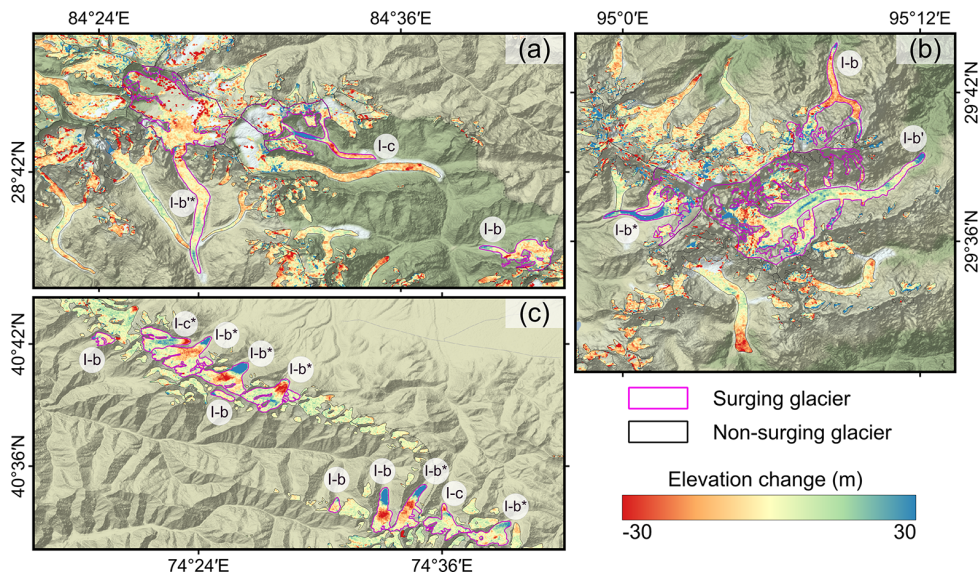 84°24'E
84°36'E
95°0'E
95°12'E
(a)
(b)
I-b
29°42'N
I-c
I-b'
28°42'N
I-b'*
I-b*
I-b
29°36'N
(c)
I-c*
I-b*
40°42'N
I-b
I-b*
I-b*
I-b
Surging glacier
Non-surging glacier
40°36'N
I-b
I-b
I-b*
I-c
I-b*
Elevation change (m)
-30
30
74°24'E
74°36'E